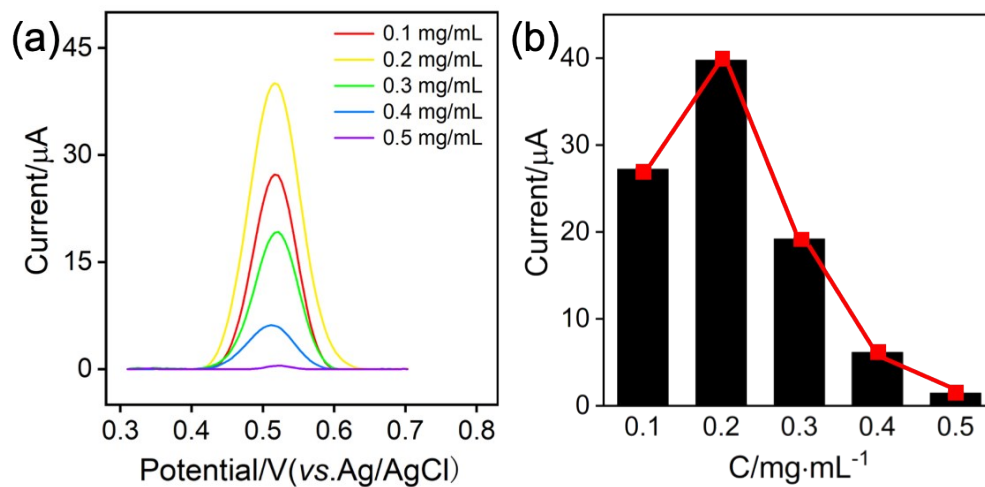 (a)
45
30
15
0
Current/μA
0.1 mg/mL
0.2 mg/mL
0.3 mg/mL
0.4 mg/mL
0.5 mg/mL
0.3 0.4 0.5 0.6 0.7 0.8
Potential/V(vs.Ag/AgCl）
(b)
40
30
20
10
0
Current/μA
0.1 0.2 0.3 0.4 0.5
C/mg·mL⁻¹